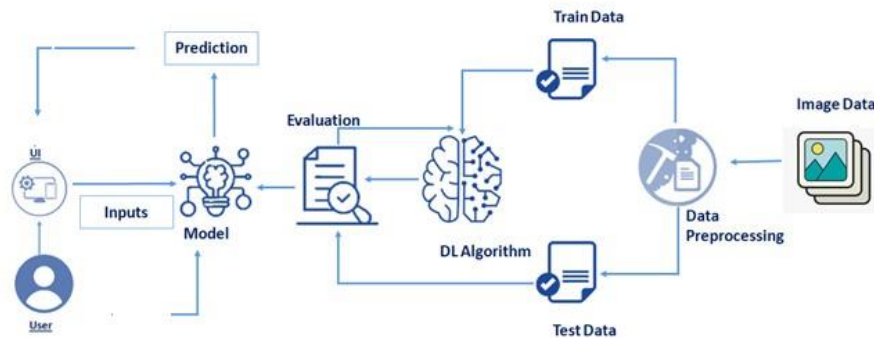 Train Data
Prediction
Image Data
Evaluation
UI
Inputs
Model
DL Algorithm
Data
Preprocessing
User
Test Data